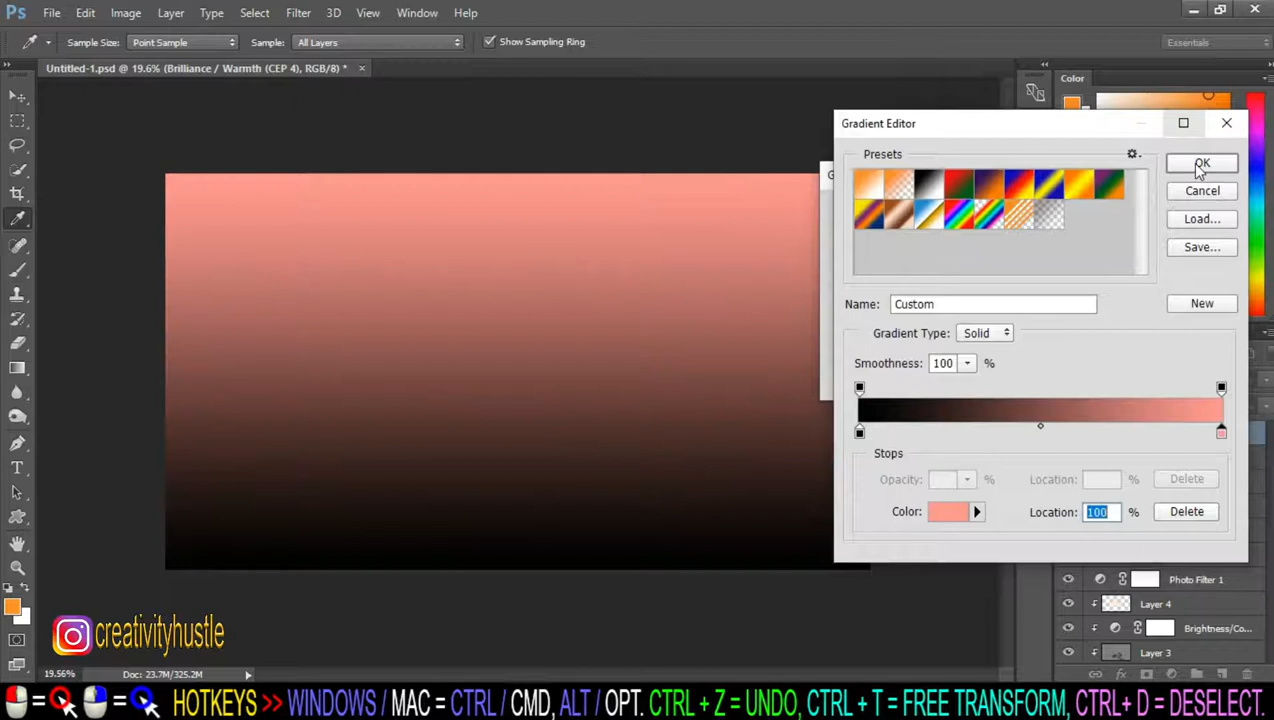 Ps File Edit Image Layer Type Select Filter 3D View Window Help
Sample Size: Point Sample Sample: All Layers Show Sampling Ring Essentials
Untitled-1.psd @ 19.6% (Brilliance / Warmth (CEP 4), RGB/8) *
Color
Gradient Editor
Presets
OK
Cancel
Load...
Save...
Name: Custom
New
Gradient Type: Solid
Smoothness: 100 %
Stops
Opacity: % Location: % Delete
Color: Location: 100 % Delete
Photo Filter 1
Layer 4
Brightness/Co...
Layer 3
creativityhustle
19.56% Doc: 23.7M/325.2M
= = HOTKEYS >> WINDOWS / MAC = CTRL / CMD, ALT / OPT. CTRL + Z = UNDO, CTRL + T = FREE TRANSFORM, CTRL + D = DESELECT.